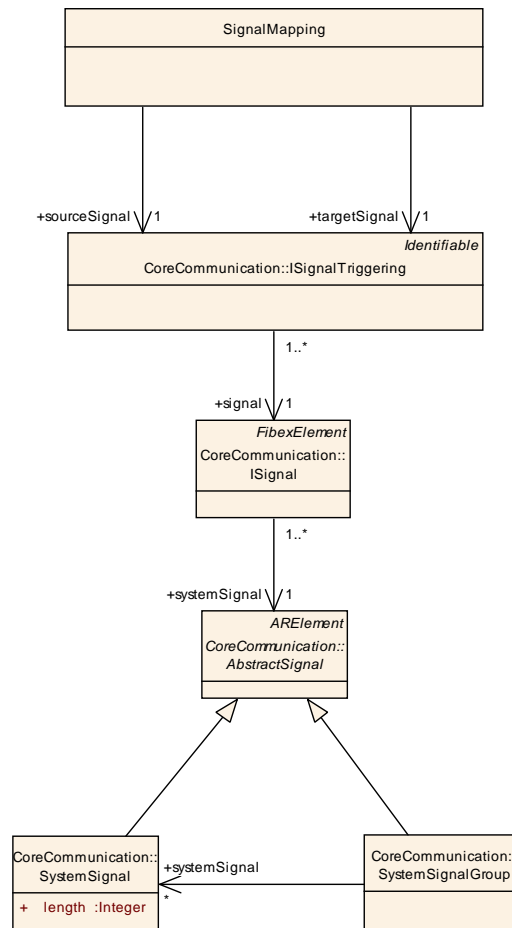 SignalMapping
+sourceSignal 1
+targetSignal 1
Identifiable
CoreCommunication::ISignalTriggering
1..*
+signal 1
FibexElement
CoreCommunication::
ISignal
1..*
+systemSignal 1
ARElement
CoreCommunication::
AbstractSignal
CoreCommunication::
SystemSignal
+ length :Integer
+systemSignal
*
CoreCommunication::
SystemSignalGroup